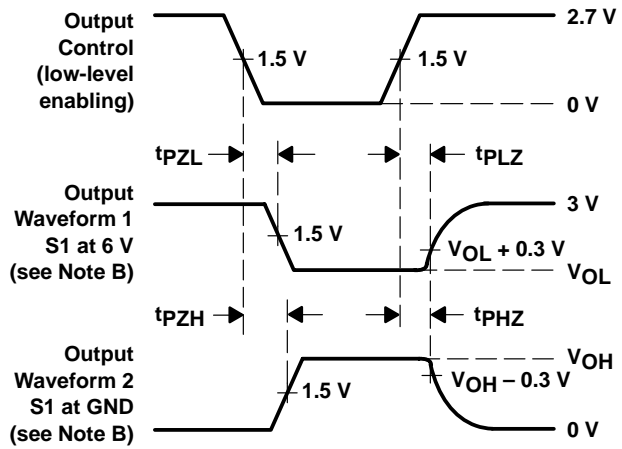 Output
Control
(low-level
enabling)
1.5 V
1.5 V
2.7 V
0 V
tPZL
tPLZ
Output
Waveform 1
S1 at 6 V
(see Note B)
1.5 V
3 V
VOL + 0.3 V
VOL
tPZH
tPHZ
Output
Waveform 2
S1 at GND
(see Note B)
1.5 V
VOH
VOH – 0.3 V
0 V